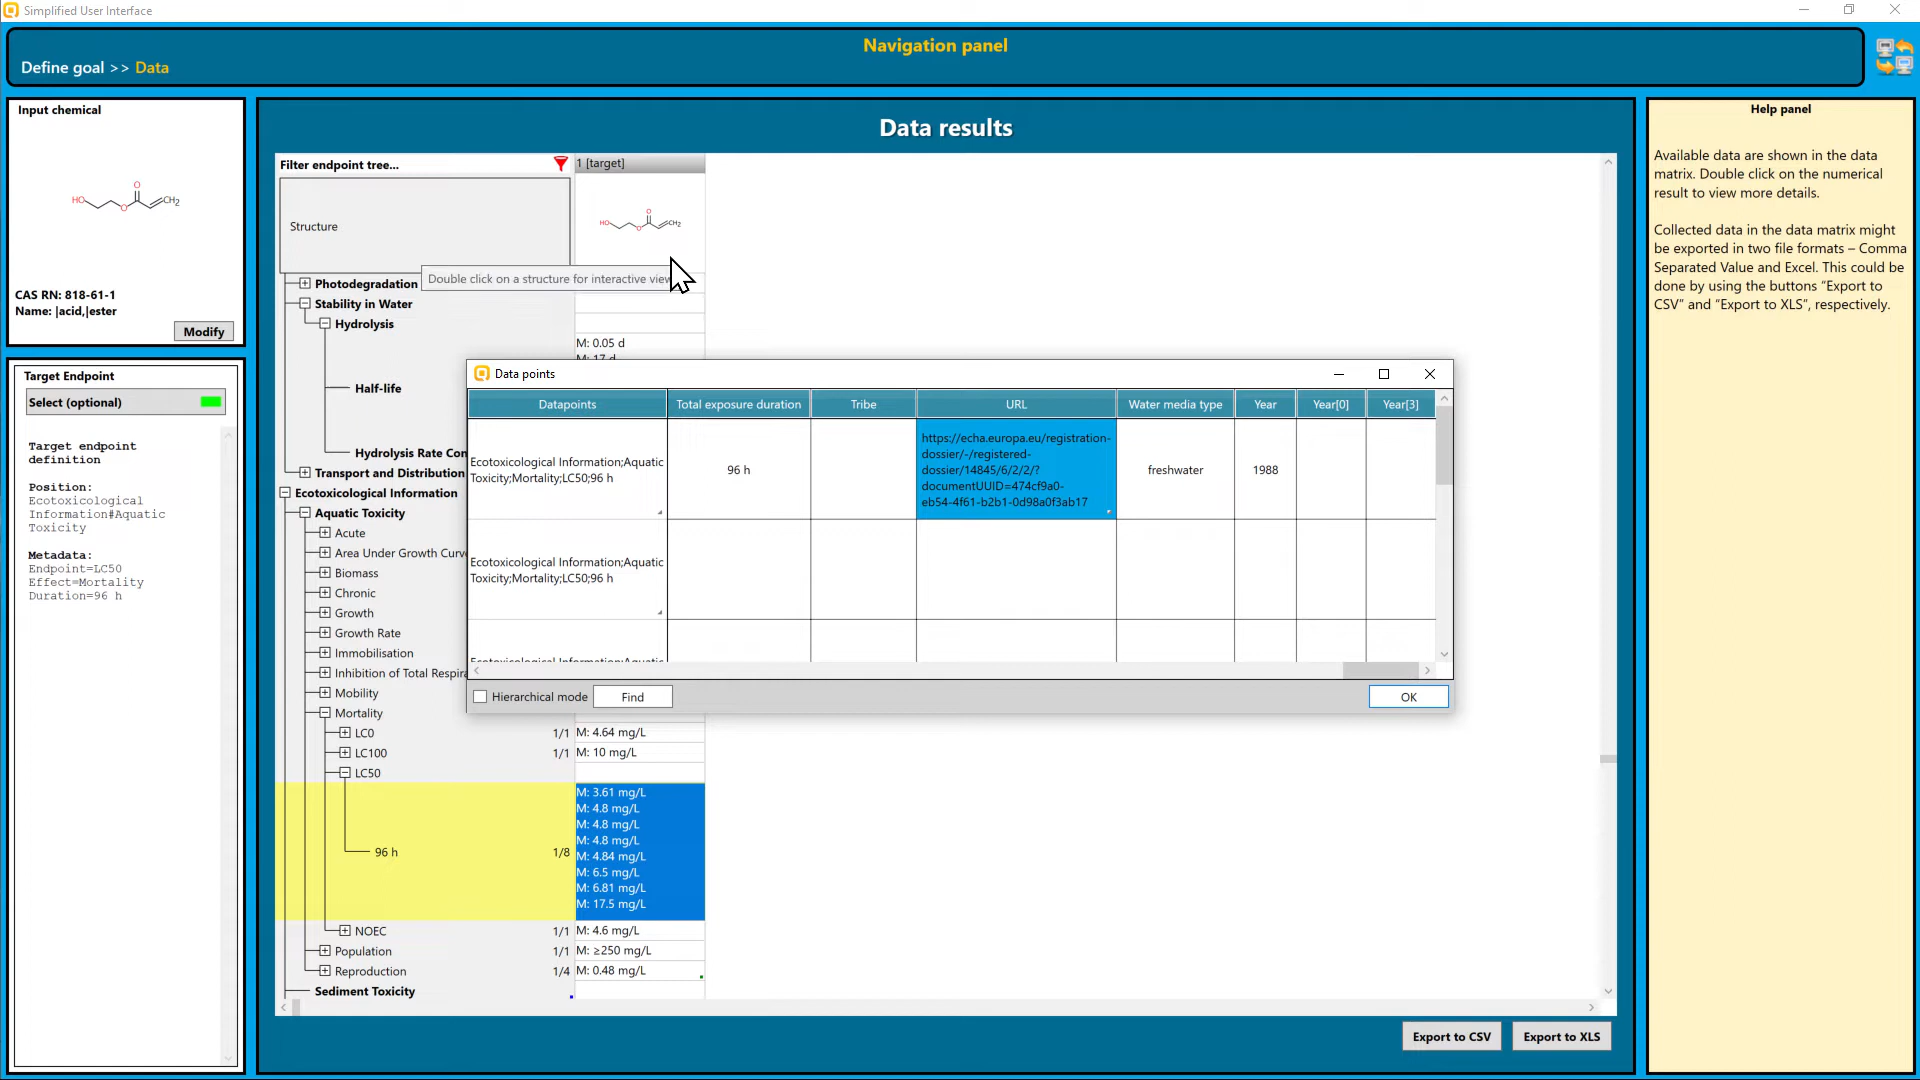 Simplified User Interface
Navigation panel
Define goal >> Data
Input chemical
HO
O
O
CH2
CAS RN: 818-61-1
Name: |acid,|ester
Modify
Target Endpoint
Select (optional)
Target endpoint
definition
Position:
Ecotoxicological
Information#Aquatic
Toxicity
Metadata:
Endpoint=LC50
Effect=Mortality
Duration=96 h
Data results
Filter endpoint tree...
1 [target]
Structure
HO
O
O
CH2
Double click on a structure for interactive view
Photodegradation
Stability in Water
Hydrolysis
M: 0.05 d
M: 17 d
Half-life
Hydrolysis Rate Con
Transport and Distribution
Ecotoxicological Information
Aquatic Toxicity
Acute
Area Under Growth Curv
Biomass
Chronic
Growth
Growth Rate
Immobilisation
Inhibition of Total Respira
Mobility
Mortality
LC0 1/1 M: 4.64 mg/L
LC100 1/1 M: 10 mg/L
LC50
M: 3.61 mg/L
M: 4.8 mg/L
M: 4.8 mg/L
M: 4.8 mg/L
96 h 1/8 M: 4.84 mg/L
M: 6.5 mg/L
M: 6.81 mg/L
M: 17.5 mg/L
NOEC 1/1 M: 4.6 mg/L
Population 1/1 M: ≥250 mg/L
Reproduction 1/4 M: 0.48 mg/L
Sediment Toxicity
Data points
Datapoints Total exposure duration Tribe URL Water media type Year Year[0] Year[3]
Ecotoxicological Information;Aquatic
Toxicity;Mortality;LC50;96 h
96 h
https://echa.europa.eu/registration-
dossier/-/registered-
dossier/14845/6/2/2/?
documentUUID=474cf9a0-
eb54-4f61-b2b1-0d98a0f3ab17
freshwater
1988
Ecotoxicological Information;Aquatic
Toxicity;Mortality;LC50;96 h
Ecotoxicological Information;Aquatic
Hierarchical mode
Find
OK
Export to CSV
Export to XLS
Help panel
Available data are shown in the data
matrix. Double click on the numerical
result to view more details.
Collected data in the data matrix might
be exported in two file formats – Comma
Separated Value and Excel. This could be
done by using the buttons “Export to
CSV” and “Export to XLS”, respectively.